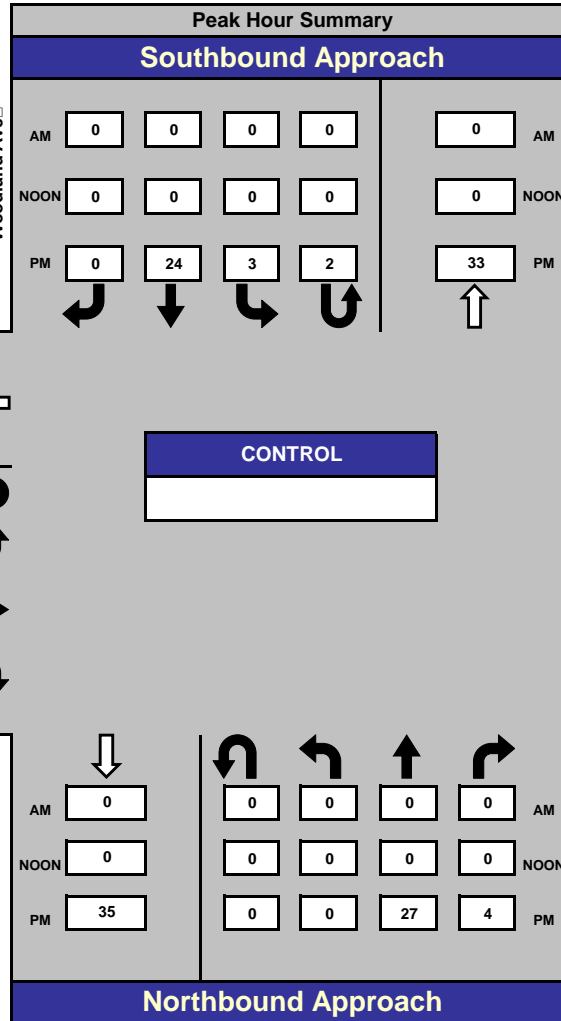 Peak Hour Summary
Southbound Approach
AM 0 0 0 0 0 AM
NOON 0 0 0 0 0 NOON
PM 0 24 3 2 33 PM
CONTROL
AM 0 0 0 0 0 AM
NOON 0 0 0 0 0 NOON
PM 35 0 0 27 4 PM
Northbound Approach